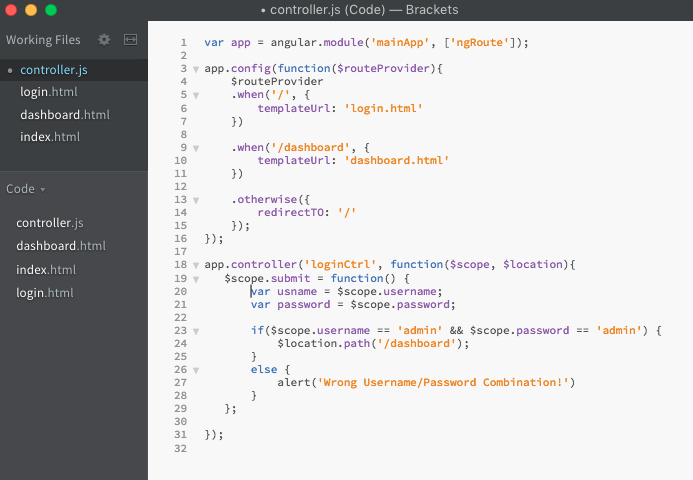 • controller.js (Code) — Brackets
Working Files
• controller.js
login.html
dashboard.html
index.html
Code
controller.js
dashboard.html
index.html
login.html
1 var app = angular.module('mainApp', ['ngRoute']);
2
3 app.config(function($routeProvider){
4     $routeProvider
5     .when('/', {
6         templateUrl: 'login.html'
7     })
8
9     .when('/dashboard', {
10         templateUrl: 'dashboard.html'
11     })
12
13     .otherwise({
14         redirectTO: '/'
15     });
16 });
17
18 app.controller('loginCtrl', function($scope, $location){
19    $scope.submit = function() {
20        var usname = $scope.username;
21        var password = $scope.password;
22
23        if($scope.username == 'admin' && $scope.password == 'admin') {
24            $location.path('/dashboard');
25        }
26        else {
27            alert('Wrong Username/Password Combination!')
28        }
29    };
30
31 });
32